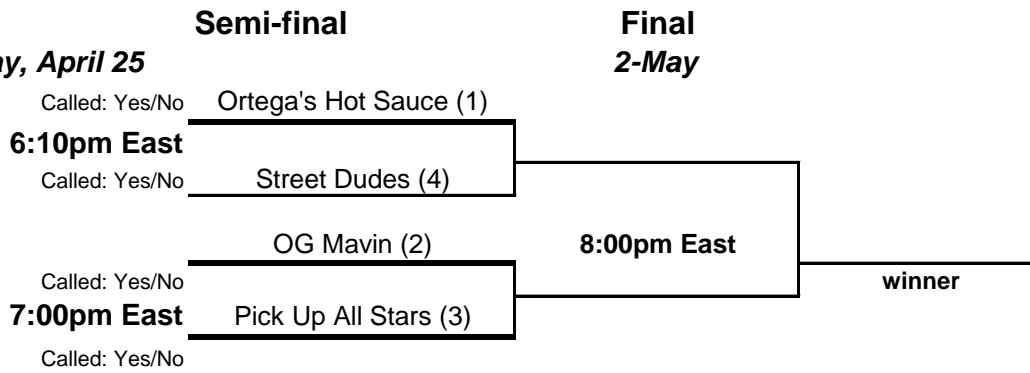 Semi-final Final
April 25 2-May
Called: Yes/No Ortega's Hot Sauce (1)
6:10pm East
Called: Yes/No Street Dudes (4)
OG Mavin (2) 8:00pm East
Called: Yes/No winner
7:00pm East Pick Up All Stars (3)
Called: Yes/No